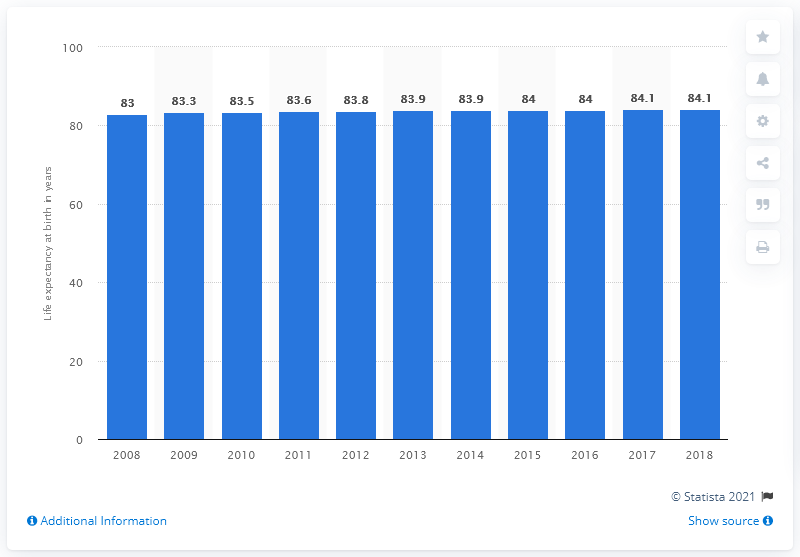 100
80
60
40
20
0
Life expectancy at birth in years
83 83.3 83.5 83.6 83.8 83.9 83.9 84 84 84.1 84.1
2008 2009 2010 2011 2012 2013 2014 2015 2016 2017 2018
© Statista 2021
Additional Information
Show source